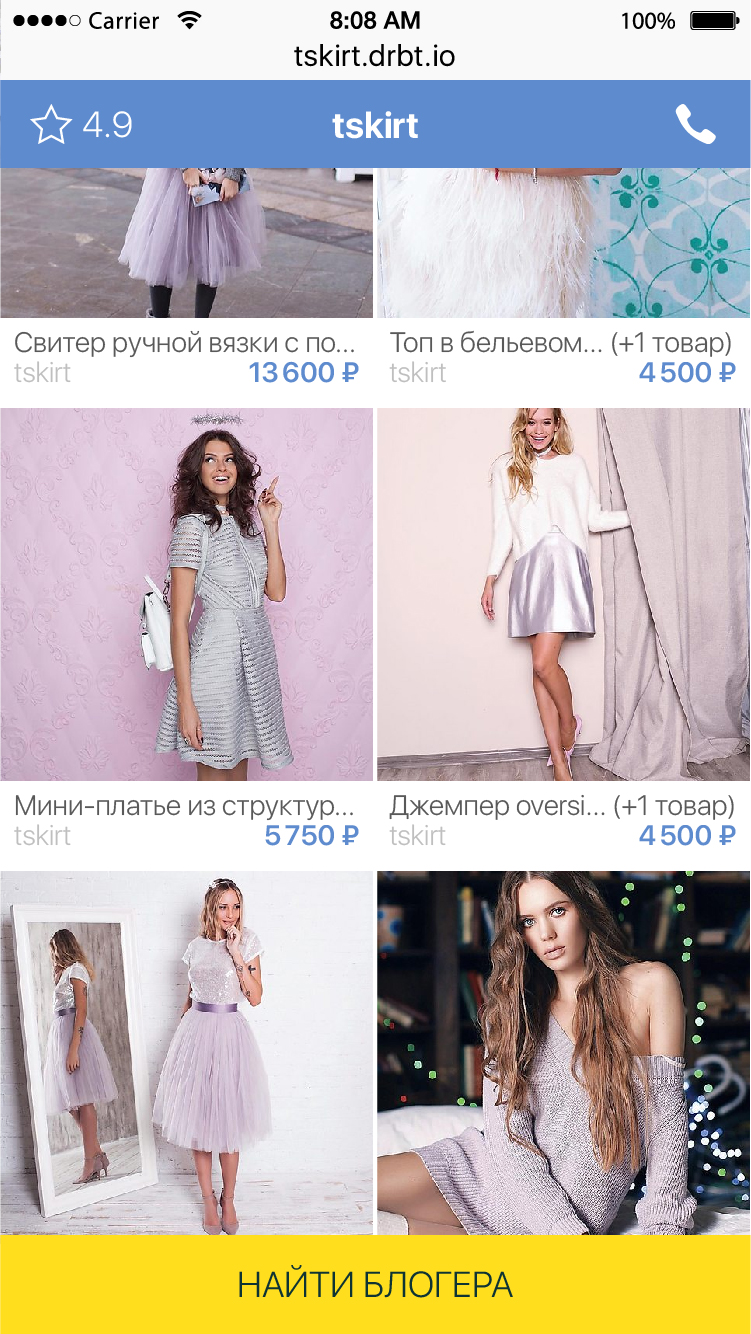 Carrier 8:08 AM 100%
tskirt.drbt.io
4.9 tskirt
Свитер ручной вязки с по... Топ в бельевом... (+1 товар)
tskirt 13 600 ₽ tskirt 4 500 ₽
Мини-платье из структур... Джемпер oversi... (+1 товар)
tskirt 5 750 ₽ tskirt 4 500 ₽
НАЙТИ БЛОГЕРА